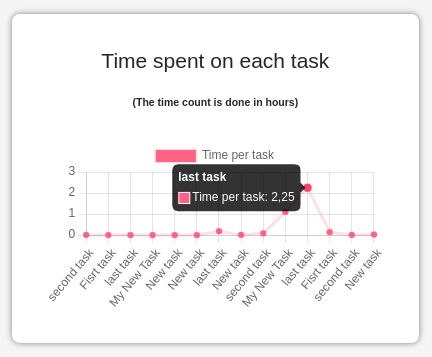 Time spent on each task
(The time count is done in hours)
Time per task
last task
Time per task: 2,25
3
2
1
0
second task
Fisrt task
last task
My New Task
New task
New task
last task
New task
second task
My New Task
last task
Fisrt task
second task
New task